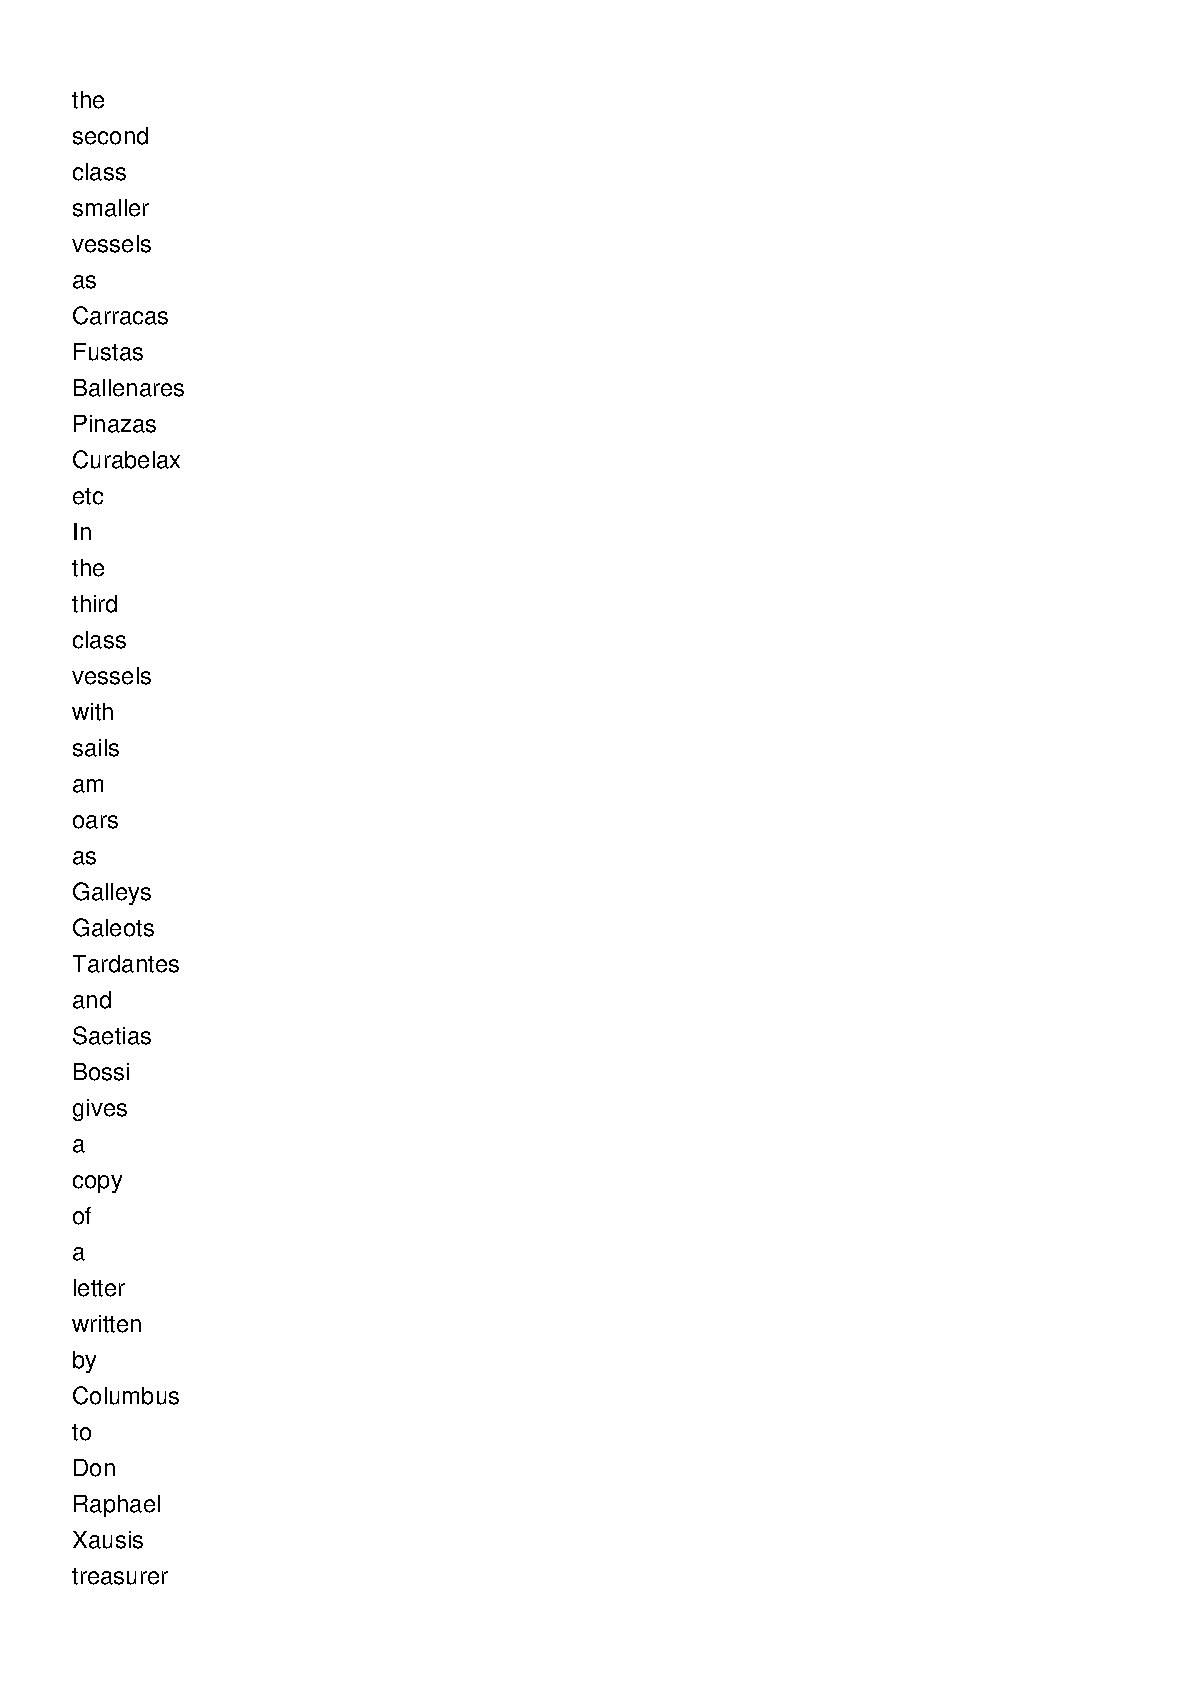 the
second
class
smaller
vessels
as
Carracas
Fustas
Ballenares
Pinazas
Curabelax
etc
In
the
third
class
vessels
with
sails
am
oars
as
Galleys
Galeots
Tardantes
and
Saetias
Bossi
gives
a
copy
of
a
letter
written
by
Columbus
to
Don
Raphael
Xausis
treasurer